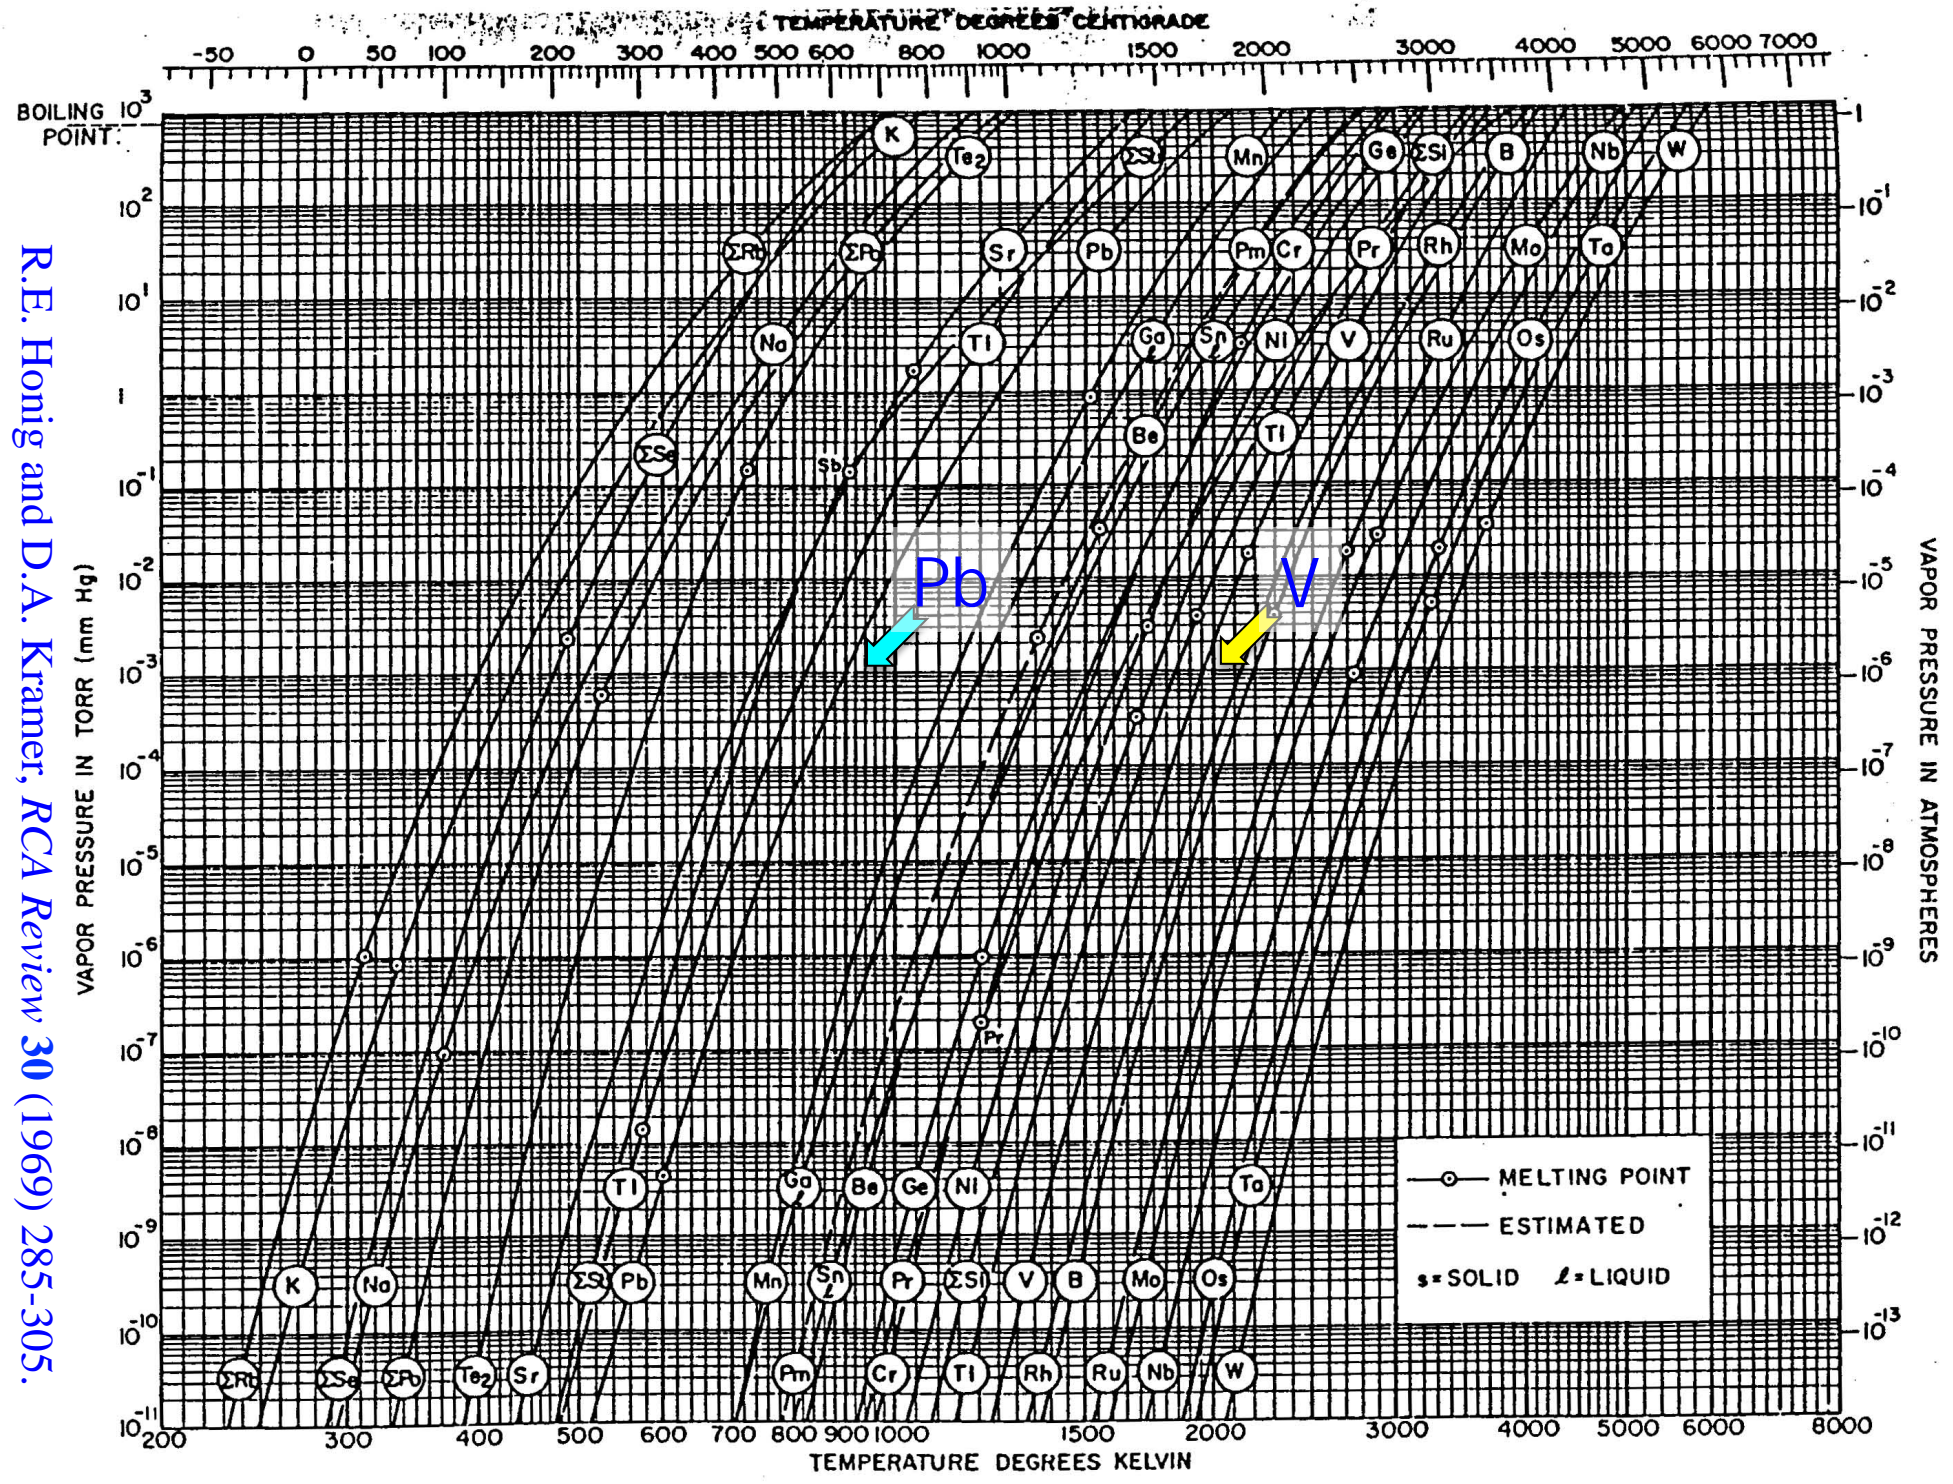 TEMPERATURE DEGREES CENTIGRADE
-50 0 50 100 200 300 400 500 600 800 1000 1500 2000 3000 4000 5000 6000 7000
BOILING POINT
10³ 1
K Te₂ Mn Ge ΣSi B Nb W
10² 10⁻¹
ΣRb Sr Pb Pm Cr Pr Rh Mo Ta
10¹ 10⁻²
Na Tl Ga ℓ Sn ℓ Ni V Ru Os
1 10⁻³
Be Ti
ΣSe Sb
10⁻¹ 10⁻⁴
Pb V
10⁻² 10⁻⁵
10⁻³ 10⁻⁶
10⁻⁴ 10⁻⁷
10⁻⁵ 10⁻⁸
10⁻⁶ 10⁻⁹
Pr
10⁻⁷ 10⁻¹⁰
10⁻⁸ 10⁻¹¹
Tl Ga ℓ Be Ge Ni Ta
10⁻⁹ 10⁻¹²
K Na Pb Mn Sn ℓ Pr ΣSi V B Mo Os
10⁻¹⁰ 10⁻¹³
ΣRb ΣSe ΣPo Te₂ Sr Pm Cr Ti Rh Ru Nb W
10⁻¹¹
MELTING POINT
ESTIMATED
s=SOLID ℓ=LIQUID
200 300 400 500 600 700 800 900 1000 1500 2000 3000 4000 5000 6000 8000
TEMPERATURE DEGREES KELVIN
VAPOR PRESSURE IN TORR (mm Hg)
VAPOR PRESSURE IN ATMOSPHERES
R.E. Honig and D.A. Kramer, RCA Review 30 (1969) 285-305.